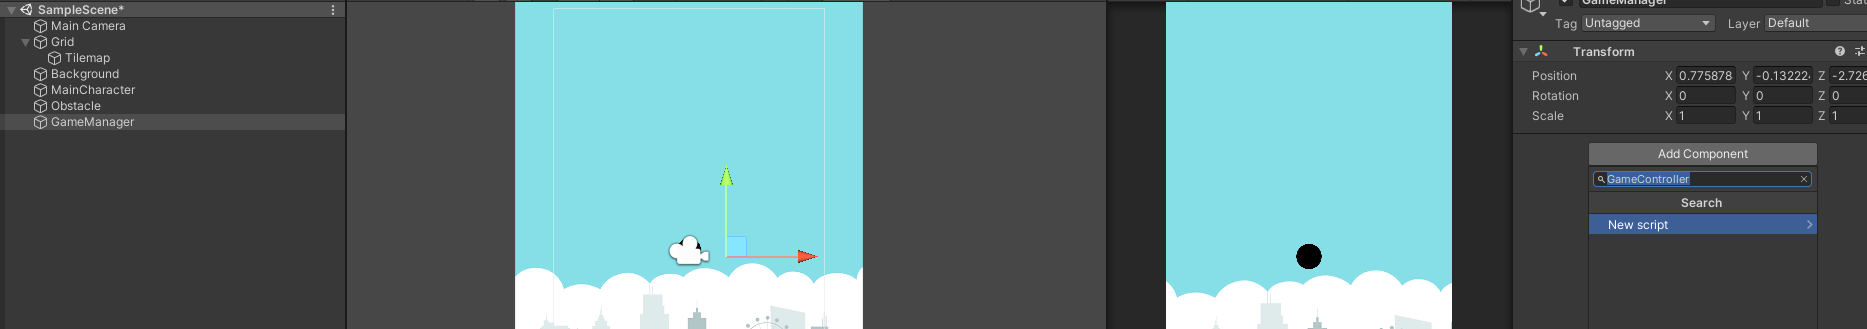 SampleScene*
Main Camera
Grid
Tilemap
Background
MainCharacter
Obstacle
GameManager
GameManager
Tag Untagged Layer Default
Transform
Position X 0.775878 Y -0.13222 Z -2.726
Rotation X 0 Y 0 Z 0
Scale X 1 Y 1 Z 1
Add Component
GameController
Search
New script